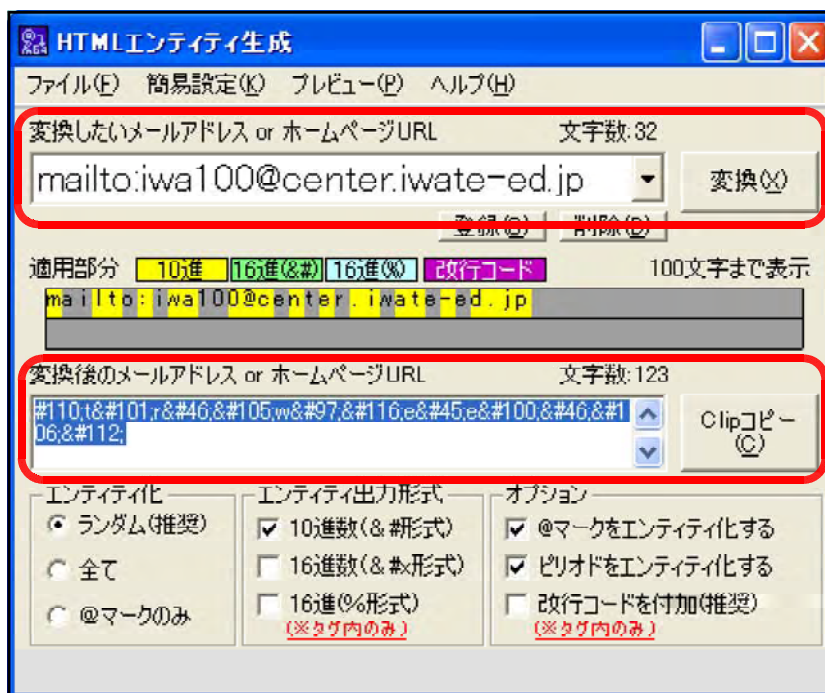 HTMLエンティティ生成
ファイル(F) 簡易設定(K) プレビュー(P) ヘルプ(H)
変換したいメールアドレス or ホームページURL 文字数:32
mailto:iwa100@center.iwate-ed.jp 変換(X)
登録(S) 削除(D)
適用部分 10進 16進(&#) 16進(%) 改行コード 100文字まで表示
mailto:iwa100@center.iwate-ed.jp
変換後のメールアドレス or ホームページURL 文字数:123
#110;t&#101;r&#46;&#105;w&#97;&#116;e&#45;e&#100;&#46;&#1
06;&#112;
Clipコピー
(C)
エンティティ化 エンティティ出力形式 オプション
ランダム(推奨) 10進数(&#形式) @マークをエンティティ化する
全て 16進数(&#x形式) ピリオドをエンティティ化する
@マークのみ 16進(%形式) 改行コードを付加(推奨)
(※タグ内のみ) (※タグ内のみ)